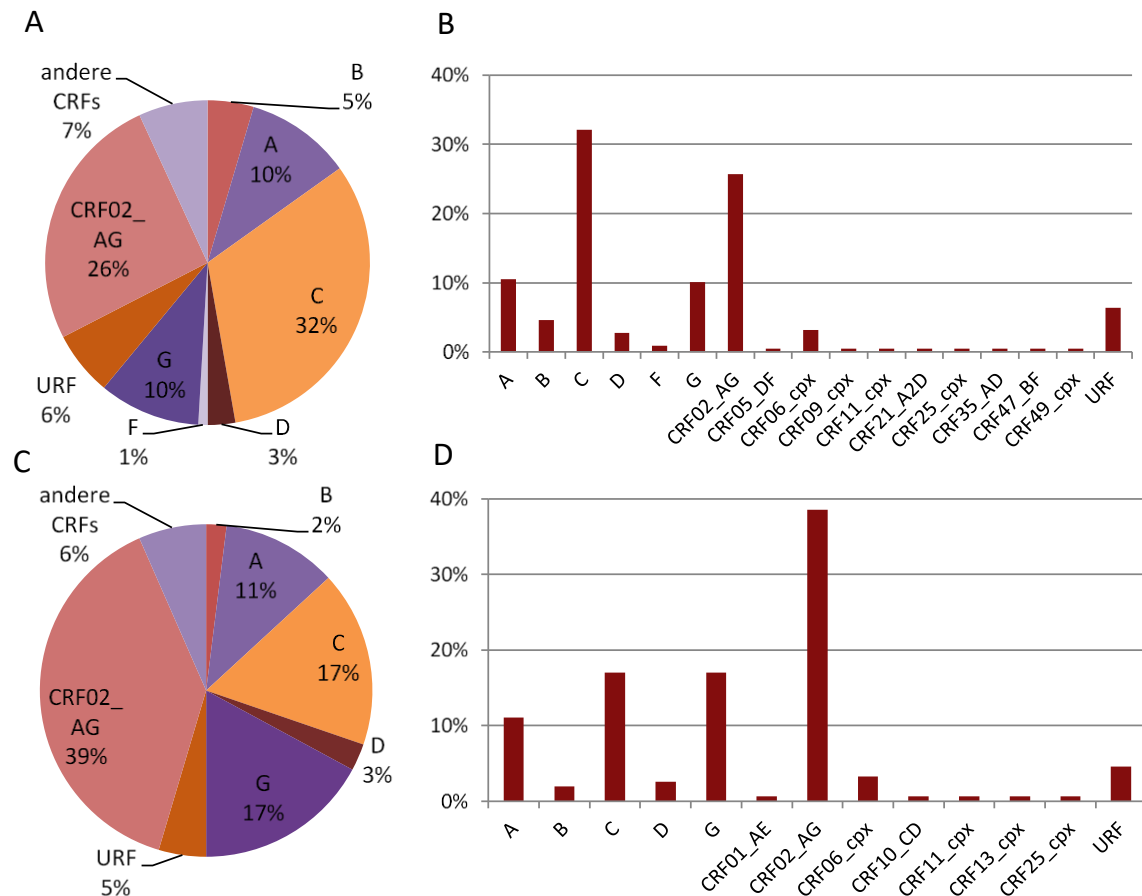 A
andere
CRFs
7%
B
5%
A
10%
CRF02_
AG
26%
C
32%
URF
6%
G
10%
F
1%
D
3%
B
40%
30%
20%
10%
0%
A
B
C
D
F
G
CRF02_AG
CRF05_DF
CRF06_cpx
CRF09_cpx
CRF11_cpx
CRF21_A2D
CRF25_cpx
CRF35_AD
CRF47_BF
CRF49_cpx
URF
C
andere
CRFs
6%
B
2%
A
11%
C
17%
CRF02_
AG
39%
D
3%
G
17%
URF
5%
D
40%
30%
20%
10%
0%
A
B
C
D
G
CRF01_AE
CRF02_AG
CRF06_cpx
CRF10_CD
CRF11_cpx
CRF13_cpx
CRF25_cpx
URF